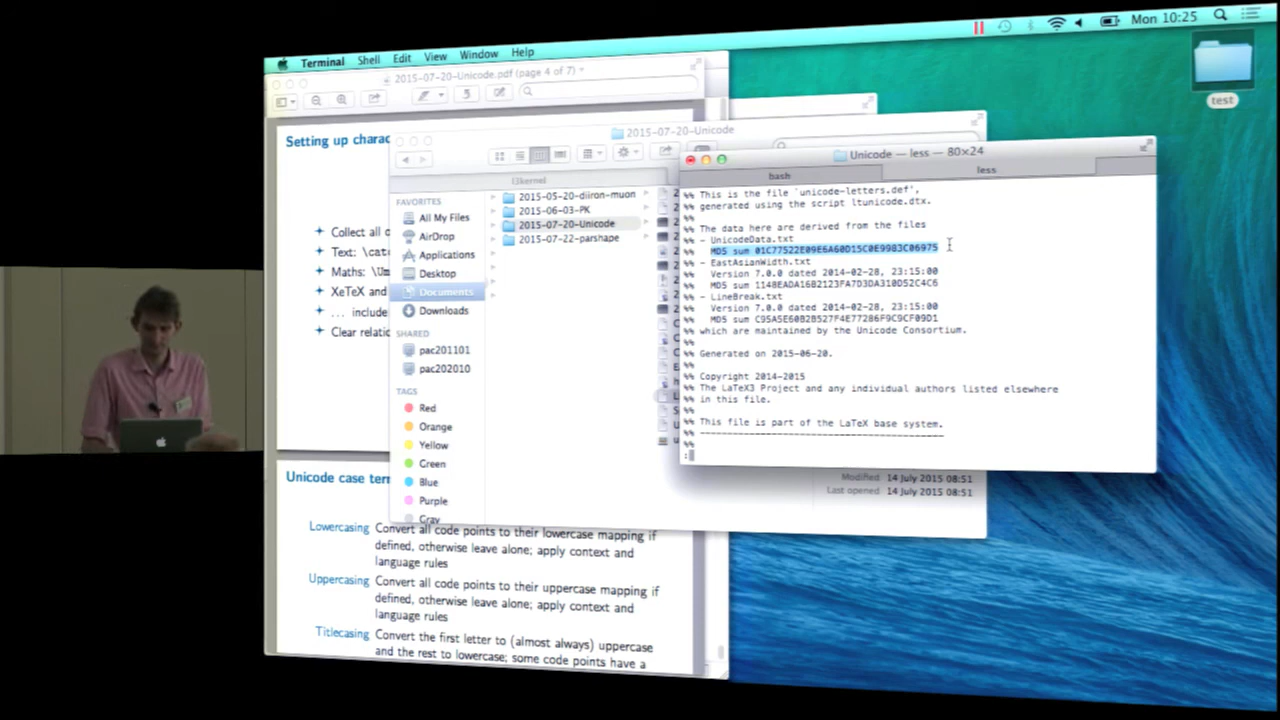 Terminal Shell Edit View Window Help
Mon 10:25
test
2015-07-20-Unicode.pdf (page 4 of 7)
Setting up charac
Collect all o
Text: \catc
Maths: \Um
XeTeX and
... include
Clear relatio
Unicode case tern
Lowercasing Convert all code points to their lowercase mapping if
defined, otherwise leave alone; apply context and
language rules
Uppercasing Convert all code points to their uppercase mapping if
defined, otherwise leave alone; apply context and
language rules
Titlecasing Convert the first letter to (almost always) uppercase
and the rest to lowercase; some code points have a
2015-07-20-Unicode
kernel
FAVORITES
All My Files
AirDrop
Applications
Desktop
Documents
Downloads
SHARED
pac201101
pac202010
TAGS
Red
Orange
Yellow
Green
Blue
Purple
Gray
2015-05-20-diiron-muon
2015-06-03-PK
2015-07-20-Unicode
2015-07-22-parshape
Modified 14 July 2015 08:51
Last opened 14 July 2015 08:51
Unicode — less — 80×24
bash less
%% This is the file `unicode-letters.def',
%% generated using the script ltunicode.dtx.
%%
%% The data here are derived from the files
%% - UnicodeData.txt
%% MD5 sum 01C77522E09E6A60D15C0E9983C06975
%% - EastAsianWidth.txt
%% Version 7.0.0 dated 2014-02-28, 23:15:00
%% MD5 sum 1148EADA16B2123FA7D3DA310D52C4C6
%% - LineBreak.txt
%% Version 7.0.0 dated 2014-02-28, 23:15:00
%% MD5 sum C95A5E60B2B527F4E77286F9C9CF09D1
%% which are maintained by the Unicode Consortium.
%%
%% Generated on 2015-06-20.
%%
%% Copyright 2014-2015
%% The LaTeX3 Project and any individual authors listed elsewhere
%% in this file.
%%
%% This file is part of the LaTeX base system.
%% -------------------------------------------
%%
: